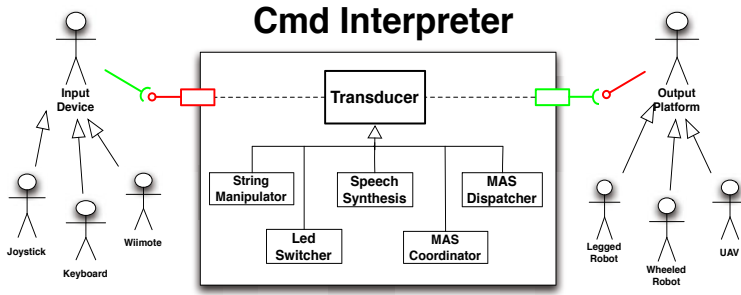 Cmd Interpreter
Input
Device
Transducer
Output
Platform
String
Manipulator
Speech
Synthesis
MAS
Dispatcher
Led
Switcher
MAS
Coordinator
Joystick
Keyboard
Wiimote
Legged
Robot
Wheeled
Robot
UAV